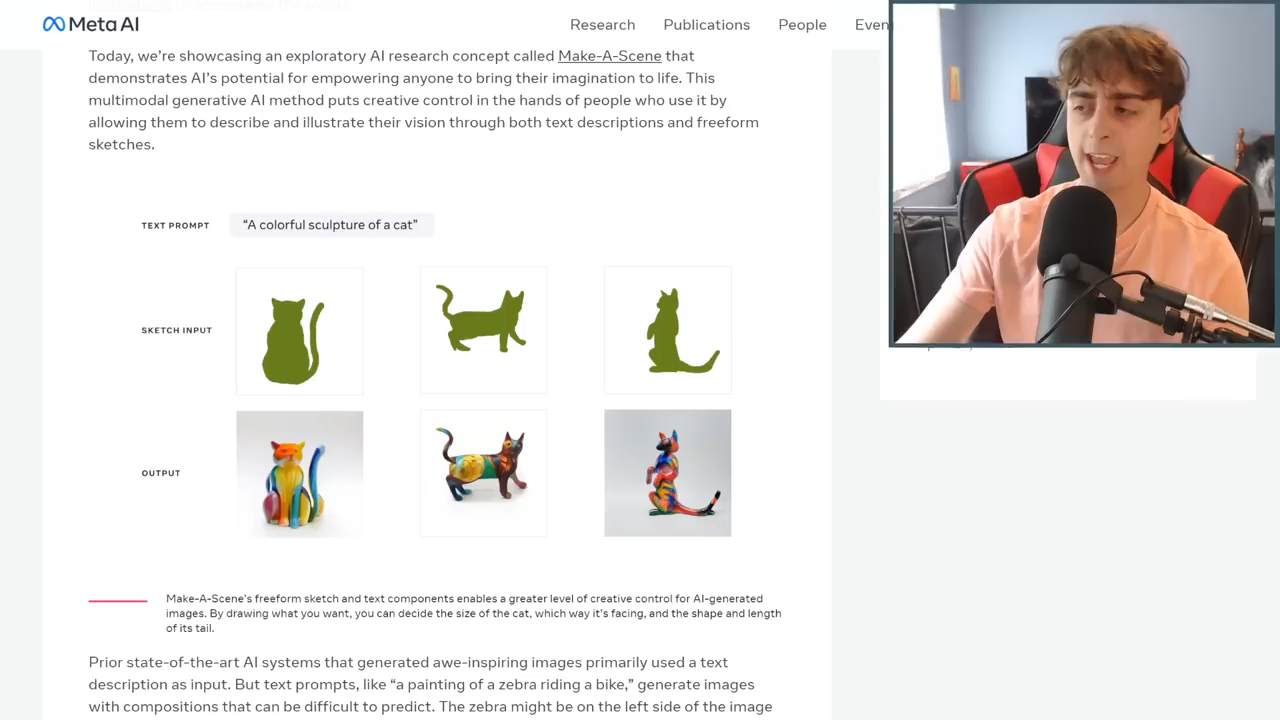 Meta AI
Research
Publications
People
Even
Today, we're showcasing an exploratory AI research concept called Make-A-Scene that
demonstrates AI's potential for empowering anyone to bring their imagination to life. This
multimodal generative AI method puts creative control in the hands of people who use it by
allowing them to describe and illustrate their vision through both text descriptions and freeform
sketches.
TEXT PROMPT
“A colorful sculpture of a cat”
SKETCH INPUT
OUTPUT
Make-A-Scene's freeform sketch and text components enables a greater level of creative control for AI-generated
images. By drawing what you want, you can decide the size of the cat, which way it's facing, and the shape and length
of its tail.
Prior state-of-the-art AI systems that generated awe-inspiring images primarily used a text
description as input. But text prompts, like “a painting of a zebra riding a bike,” generate images
with compositions that can be difficult to predict. The zebra might be on the left side of the image